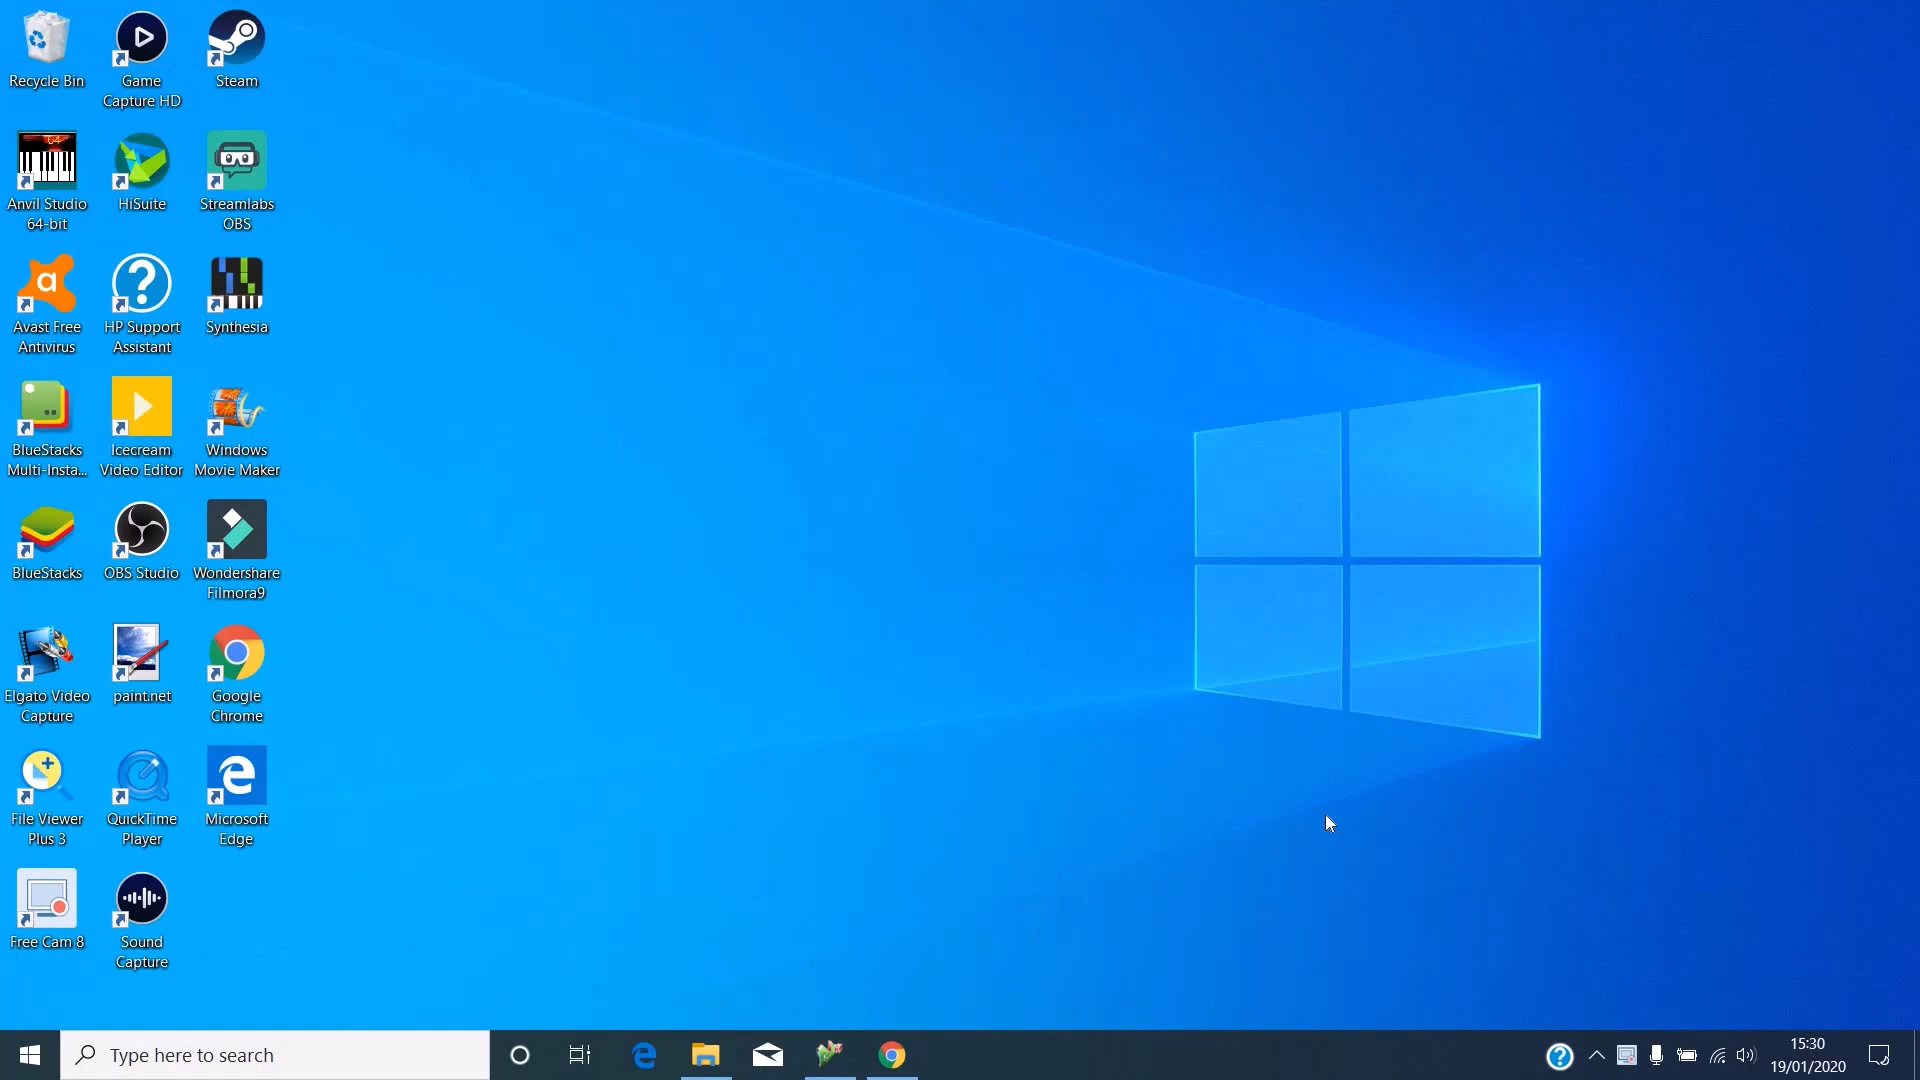 Recycle Bin
Game
Capture HD
Steam
64
Anvil Studio
64-bit
HiSuite
Streamlabs
OBS
a
Avast Free
Antivirus
?
HP Support
Assistant
Synthesia
BlueStacks
Multi-Insta...
Icecream
Video Editor
Windows
Movie Maker
BlueStacks
OBS Studio
Wondershare
Filmora9
Elgato Video
Capture
paint.net
Google
Chrome
File Viewer
Plus 3
QuickTime
Player
Microsoft
Edge
Free Cam 8
Sound
Capture
Type here to search
?
15:30
19/01/2020